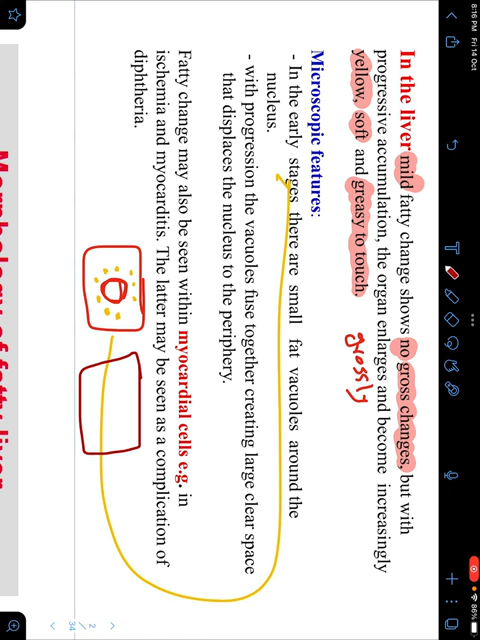 8:16 PM Fri 14 Oct
86%
In the liver mild fatty change shows no gross changes, but with
progressive accumulation, the organ enlarges and become increasingly
yellow, soft and greasy to touch.
grossly
Microscopic features:
- In the early stages there are small fat vacuoles around the
nucleus.
- with progression the vacuoles fuse together creating large clear space
that displaces the nucleus to the periphery.
Fatty change may also be seen within myocardial cells e.g. in
ischemia and myocarditis. The latter may be seen as a complication of
diphtheria.
2 / 34
Morphology of fatty liver